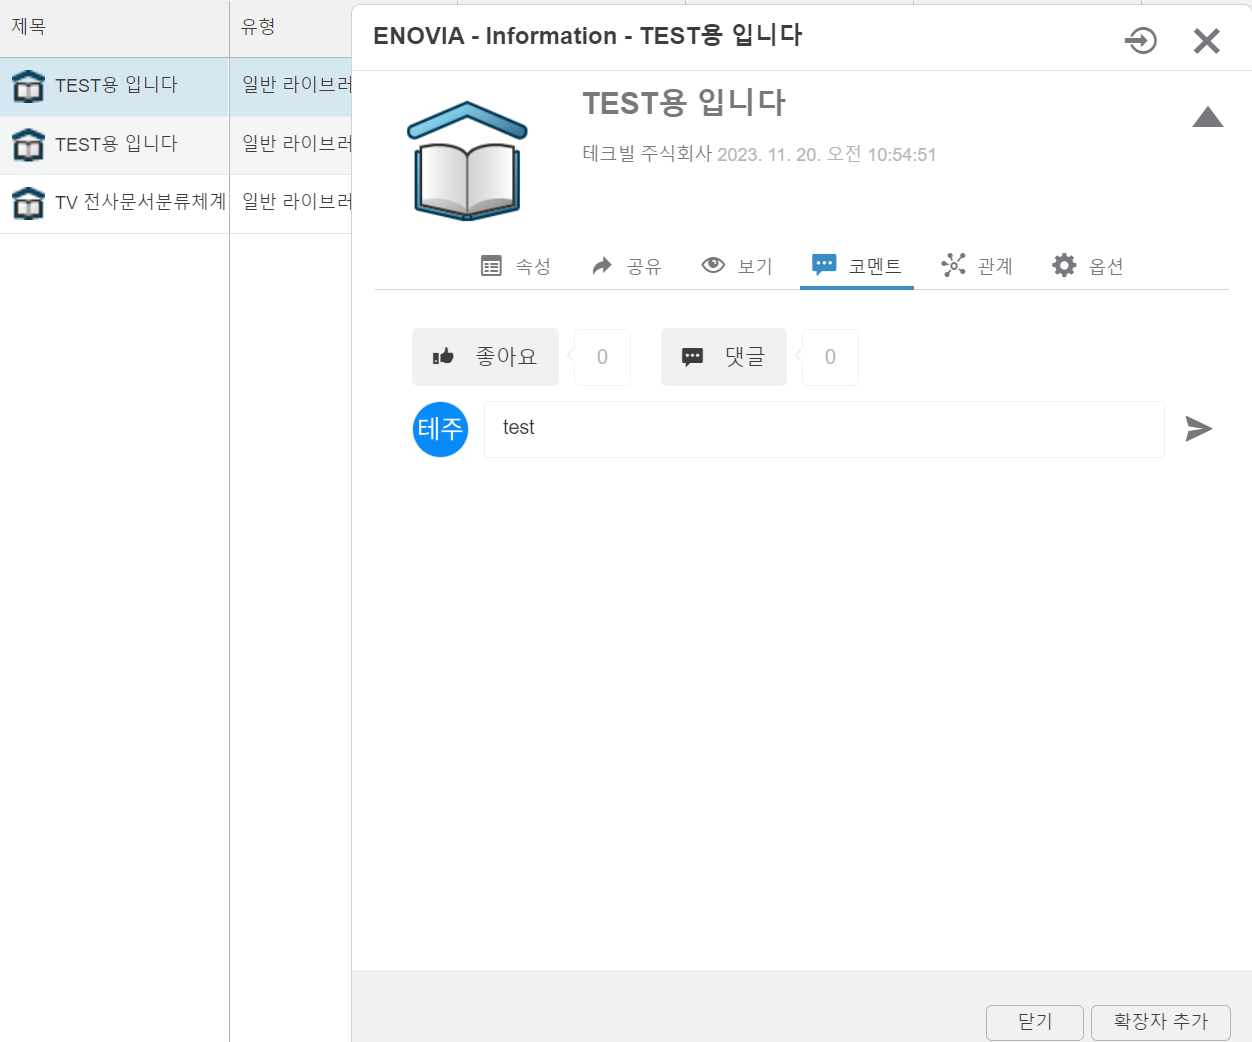 제목
유형
TEST용 입니다
일반 라이브러
TEST용 입니다
일반 라이브러
TV 전사문서분류체계
일반 라이브러
ENOVIA - Information - TEST용 입니다
TEST용 입니다
테크빌 주식회사 2023. 11. 20. 오전 10:54:51
속성 공유 보기 코멘트 관계 옵션
좋아요 0 댓글 0
테주 test
닫기 확장자 추가